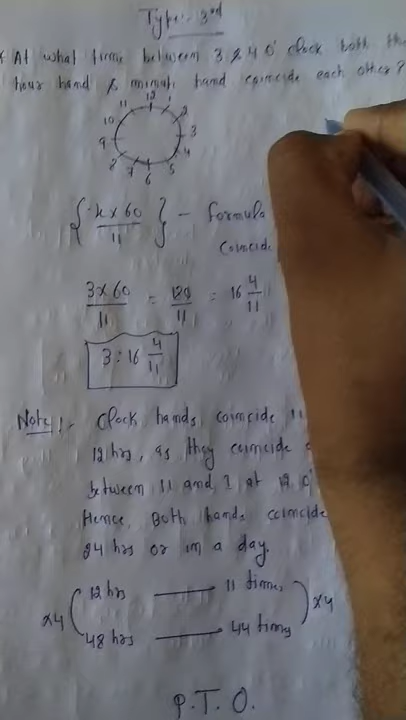 Type:- 3rd
At what time between 3 & 4 O' clock both the
hour hand & minute hand coincide each other?
12
11 1
10 2
9 3
8 4
7 6 5
{x × 60 / 11} - formula
coincid
3×60 / 11 = 180 / 11 = 16 4/11
3:16 4/11
Note:- Clock hands coincide 11
12 hrs, as they coincide
between 11 and 1 at 12 O'
Hence, Both hands coincide
24 hrs or in a day.
×4 ( 12 hrs — 11 times ) ×4
48 hrs — 44 times
P.T.O.